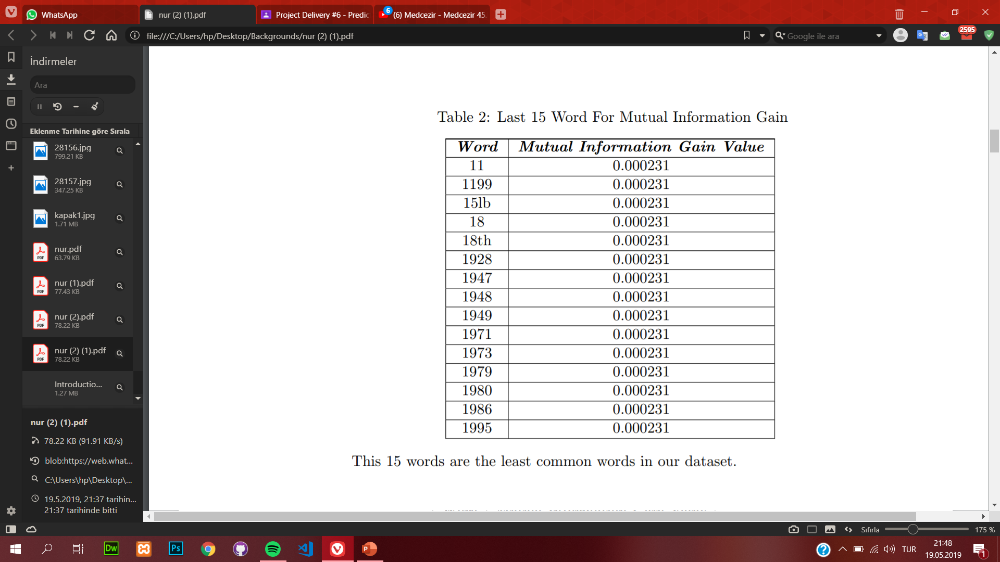 WhatsApp
nur (2) (1).pdf
Project Delivery #6 - Predic
6
(6) Medcezir - Medcezir 45.
file:///C:/Users/hp/Desktop/Backgrounds/nur (2) (1).pdf
Google ile ara
2595
İndirmeler
Ara
Eklenme Tarihine göre Sırala
28156.jpg
799.21 KB
28157.jpg
347.25 KB
kapak1.jpg
1.71 MB
PDF
nur.pdf
63.79 KB
PDF
nur (1).pdf
77.43 KB
PDF
nur (2).pdf
78.22 KB
PDF
nur (2) (1).pdf
78.22 KB
Introductio...
1.27 MB
nur (2) (1).pdf
78.22 KB (91.91 KB/s)
blob:https://web.what...
C:\Users\hp\Desktop\...
19.5.2019, 21:37 tarihin...
21:37 tarihinde bitti
Table 2: Last 15 Word For Mutual Information Gain
Word Mutual Information Gain Value
11 0.000231
1199 0.000231
15lb 0.000231
18 0.000231
18th 0.000231
1928 0.000231
1947 0.000231
1948 0.000231
1949 0.000231
1971 0.000231
1973 0.000231
1979 0.000231
1980 0.000231
1986 0.000231
1995 0.000231
This 15 words are the least common words in our dataset.
Sıfırla
175 %
Dw
Ps
P
TUR
21:48
19.05.2019
1